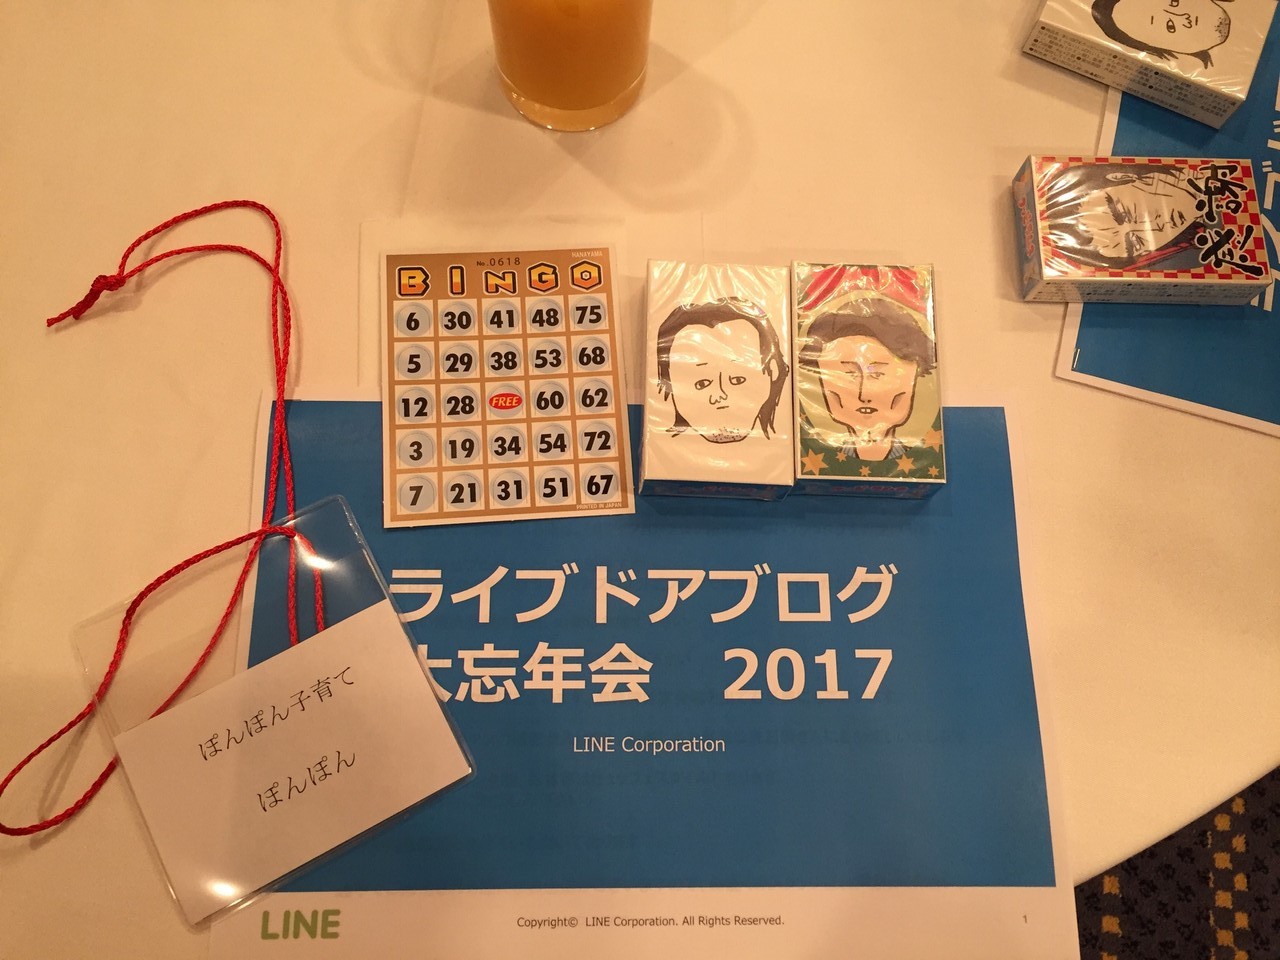 No.0618
HANAYAMA
BINGO
6 30 41 48 75
5 29 38 53 68
12 28 FREE 60 62
3 19 34 54 72
7 21 31 51 67
PRINTED IN JAPAN
ライブドアブログ
大忘年会 2017
LINE Corporation
ぽんぽん子育て
ぽんぽん
LINE
Copyright© LINE Corporation. All Rights Reserved.
1